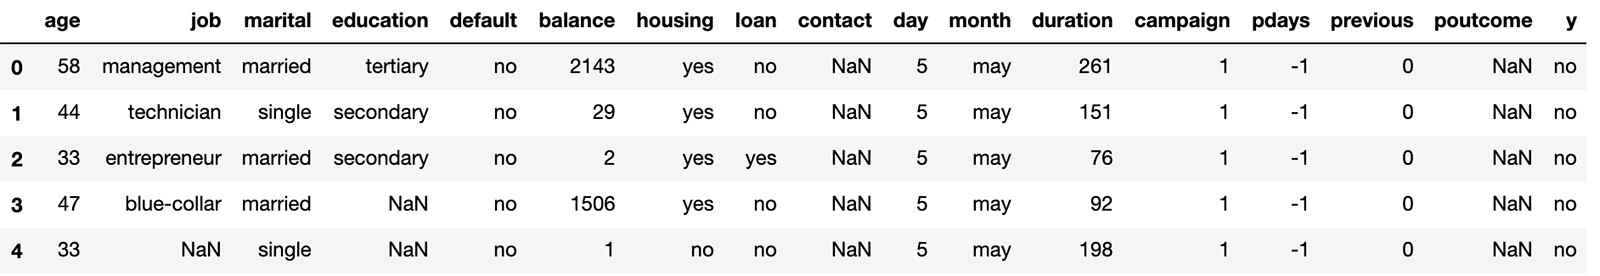 age job marital education default balance housing loan contact day month duration campaign pdays previous poutcome y
0 58 management married tertiary no 2143 yes no NaN 5 may 261 1 -1 0 NaN no
1 44 technician single secondary no 29 yes no NaN 5 may 151 1 -1 0 NaN no
2 33 entrepreneur married secondary no 2 yes yes NaN 5 may 76 1 -1 0 NaN no
3 47 blue-collar married NaN no 1506 yes no NaN 5 may 92 1 -1 0 NaN no
4 33 NaN single NaN no 1 no no NaN 5 may 198 1 -1 0 NaN no